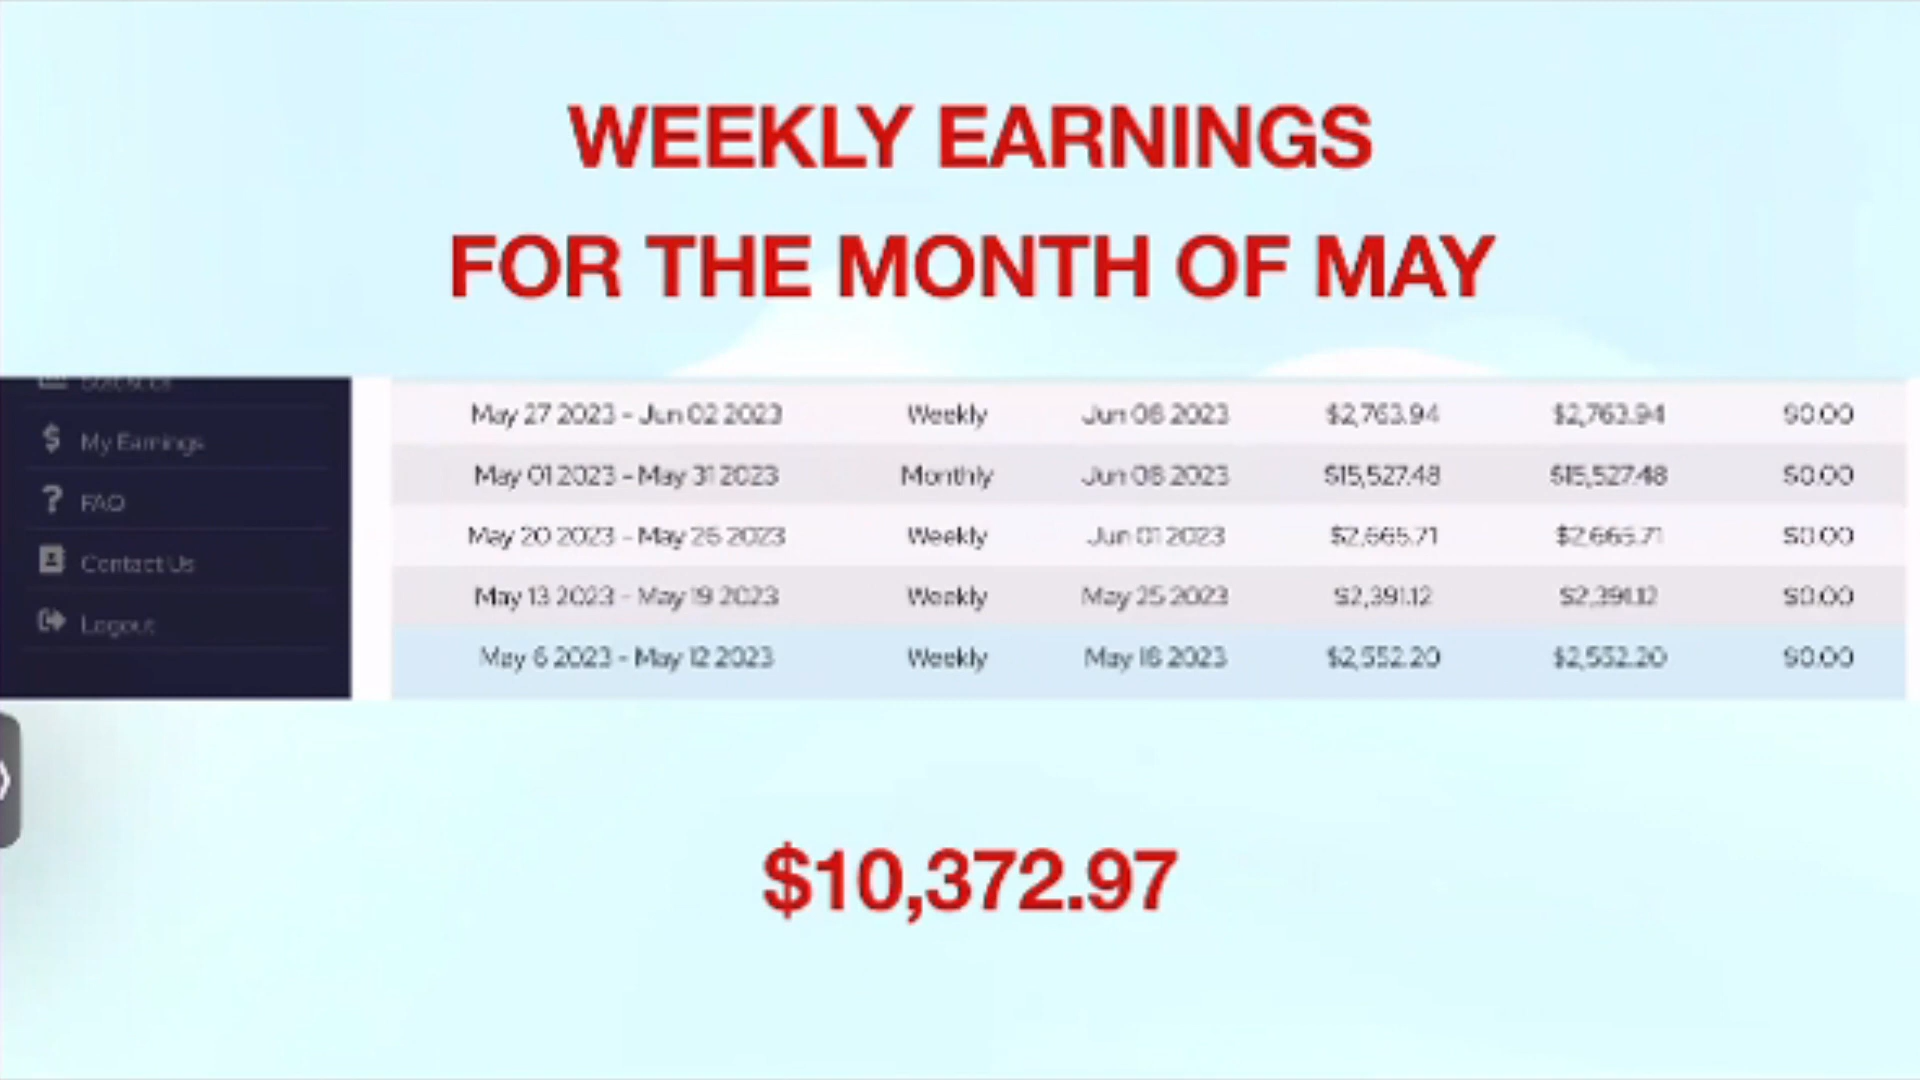 WEEKLY EARNINGS
FOR THE MONTH OF MAY
My Earnings
FAQ
Contact Us
Logout
May 27 2023 - Jun 02 2023 Weekly Jun 08 2023 $2,763.94 $2,763.94 $0.00
May 01 2023 - May 31 2023 Monthly Jun 08 2023 $15,527.48 $15,527.48 $0.00
May 20 2023 - May 26 2023 Weekly Jun 01 2023 $2,665.71 $2,665.71 $0.00
May 13 2023 - May 19 2023 Weekly May 25 2023 $2,391.12 $2,391.12 $0.00
May 6 2023 - May 12 2023 Weekly May 18 2023 $2,552.20 $2,552.20 $0.00
$10,372.97